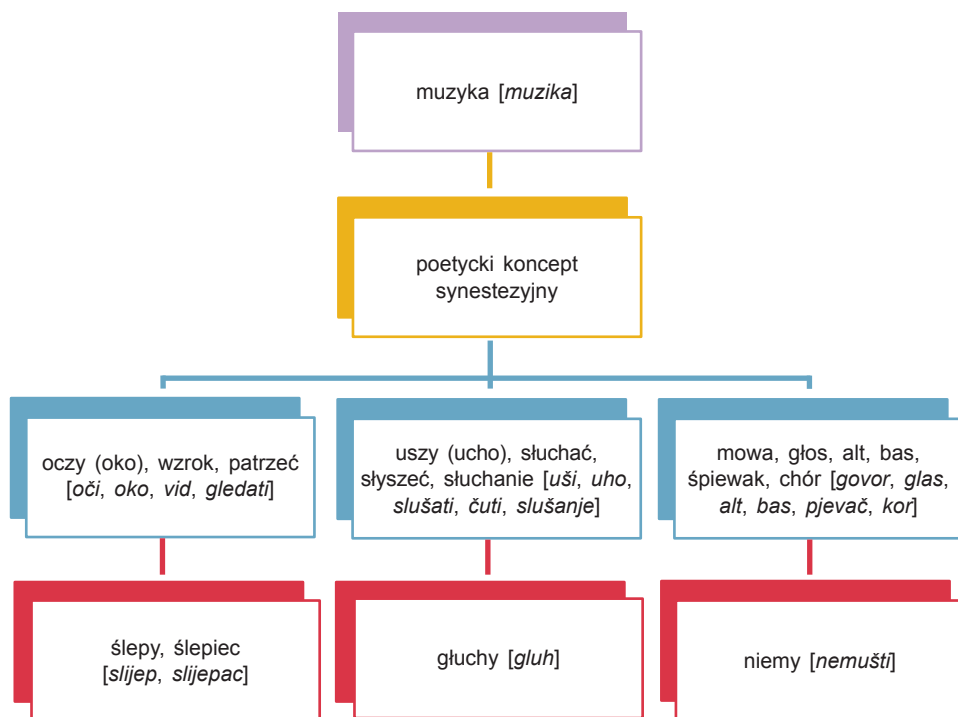 muzyka [muzika]
poetycki koncept
synestezyjny
oczy (oko), wzrok, patrzeć
[oči, oko, vid, gledati]
uszy (ucho), słuchać,
słyszeć, słuchanie [uši, uho,
slušati, čuti, slušanje]
mowa, głos, alt, bas,
śpiewak, chór [govor, glas,
alt, bas, pjevač, kor]
ślepy, ślepiec
[slijep, slijepac]
głuchy [gluh]
niemy [nemušti]